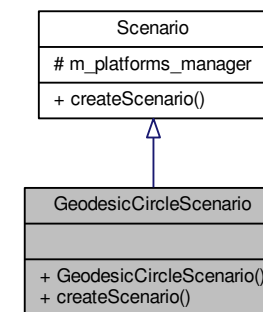 Scenario
# m_platforms_manager
+ createScenario()
GeodesicCircleScenario
+ GeodesicCircleScenario()
+ createScenario()